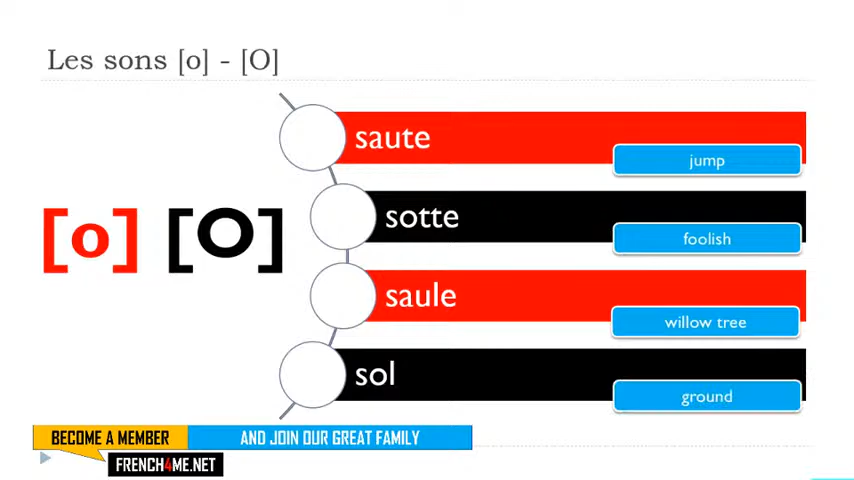 Les sons [o] - [O]
saute
jump
[o] [O]
sotte
foolish
saule
willow tree
sol
ground
BECOME A MEMBER
AND JOIN OUR GREAT FAMILY
FRENCH4ME.NET